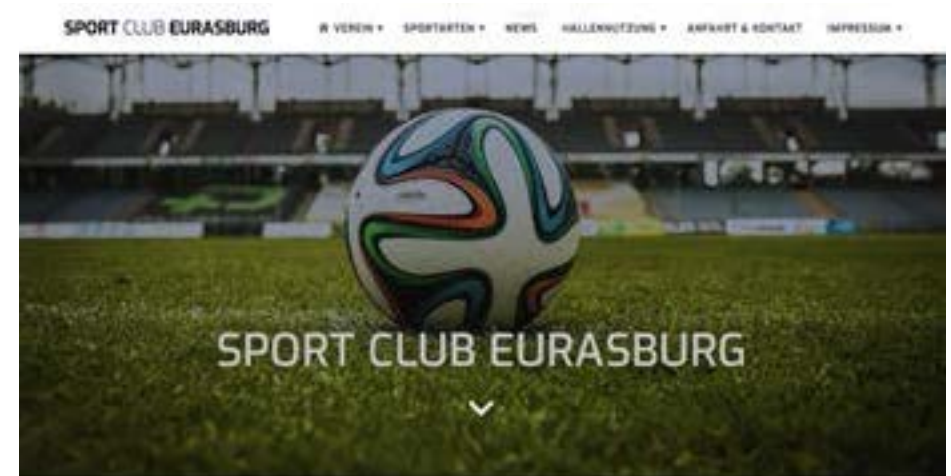 SPORT CLUB EURASBURG
VEREIN SPORTARTEN NEWS HALLENNUTZUNG ANFAHRT & KONTAKT IMPRESSUM
SPORT CLUB EURASBURG